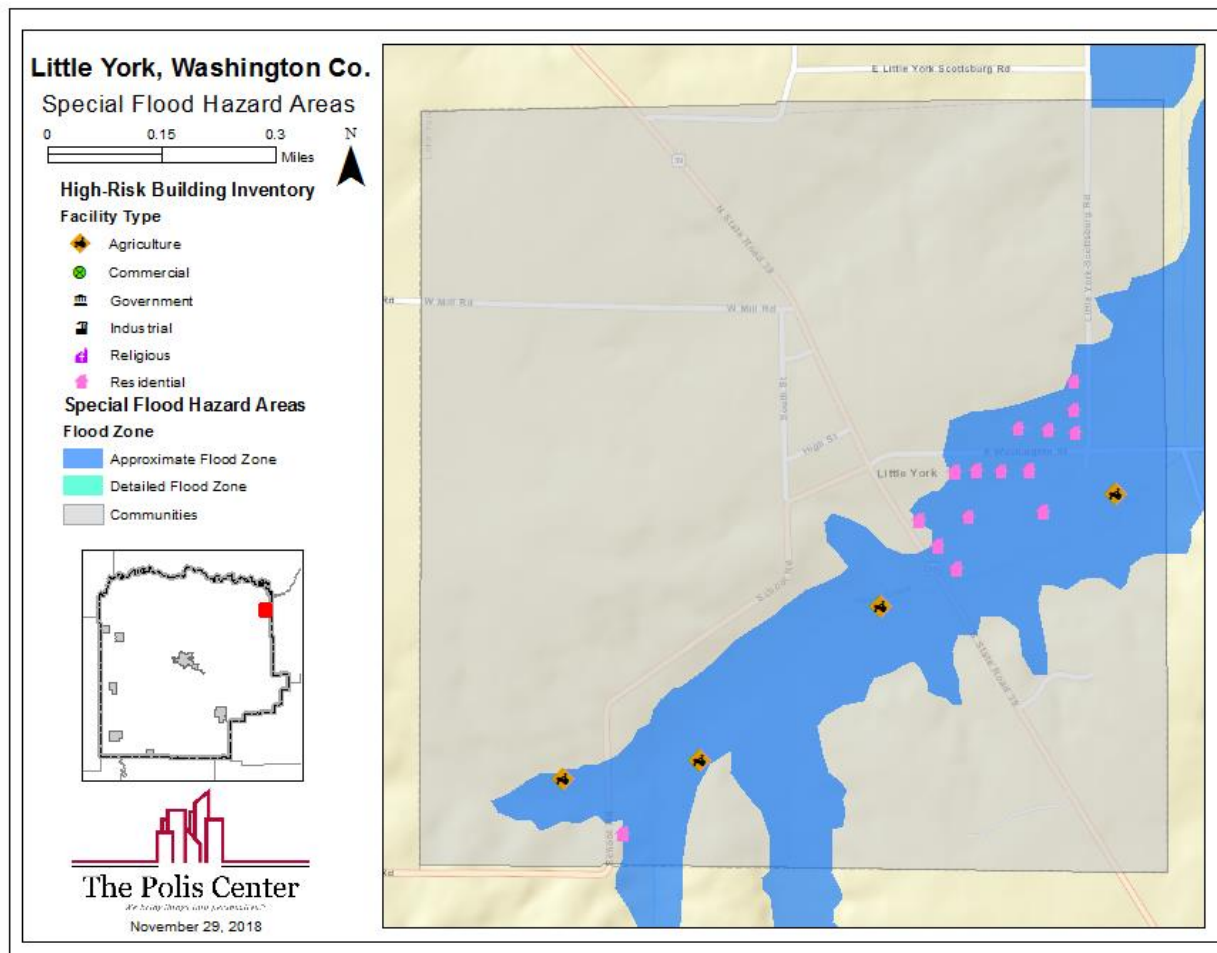 Little York, Washington Co.
Special Flood Hazard Areas
0 0.15 0.3
Miles
N
High-Risk Building Inventory
Facility Type
Agriculture
Commercial
Government
Industrial
Religious
Residential
Special Flood Hazard Areas
Flood Zone
Approximate Flood Zone
Detailed Flood Zone
Communities
The Polis Center
November 29, 2018
E Little York Scottsburg Rd
N State Road 39
Little York-Scottsburg Rd
Rd
W Mill Rd
W Mill Rd
South St
High St
E Washington St
Little York
School Rd
S State Road 39
School Rd
Rd